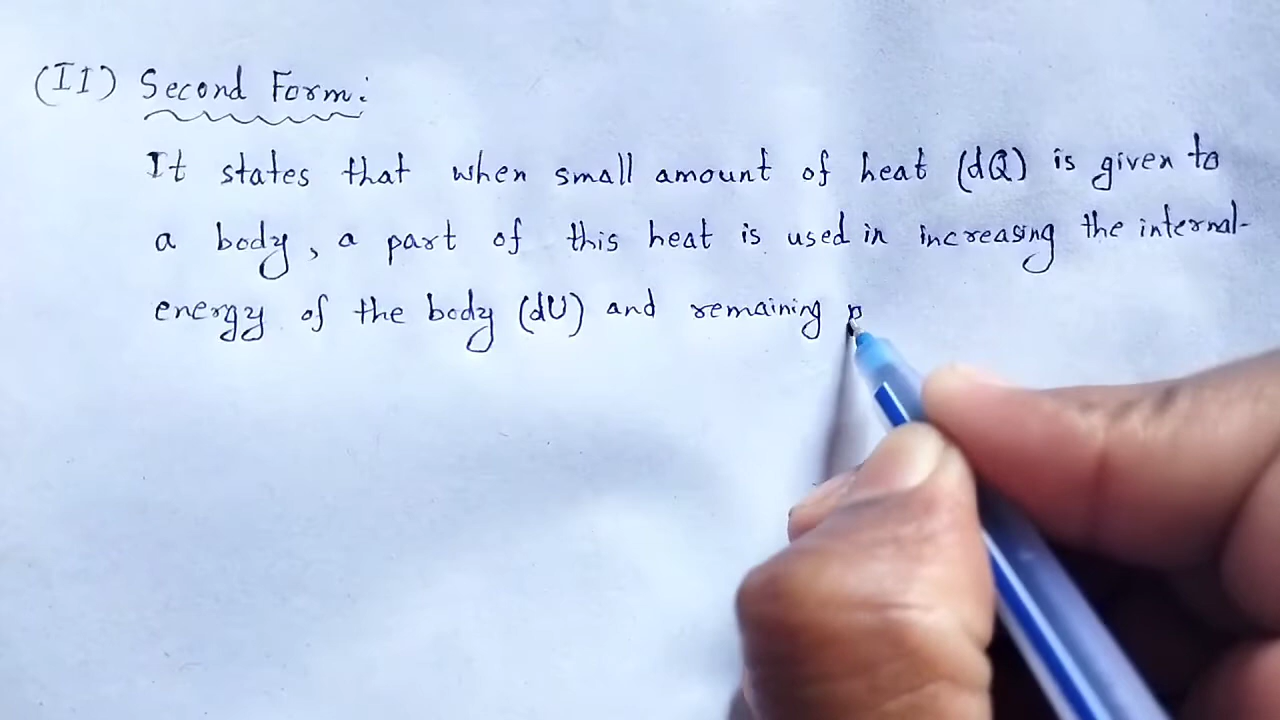 (II) Second Form:
It states that when small amount of heat (dQ) is given to
a body, a part of this heat is used in increasing the internal-
energy of the body (dU) and remaining p